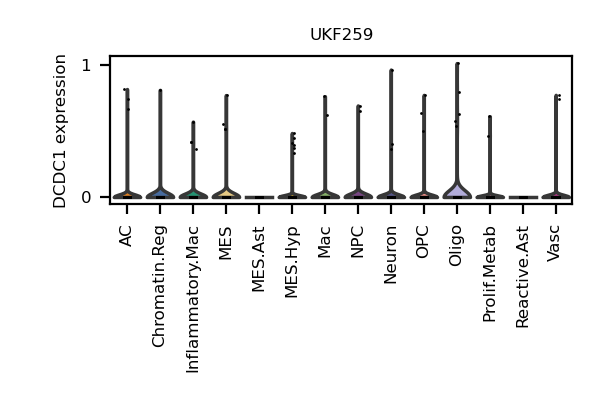 UKF259
DCDC1 expression
1
0
AC
Chromatin.Reg
Inflammatory.Mac
MES
MES.Ast
MES.Hyp
Mac
NPC
Neuron
OPC
Oligo
Prolif.Metab
Reactive.Ast
Vasc